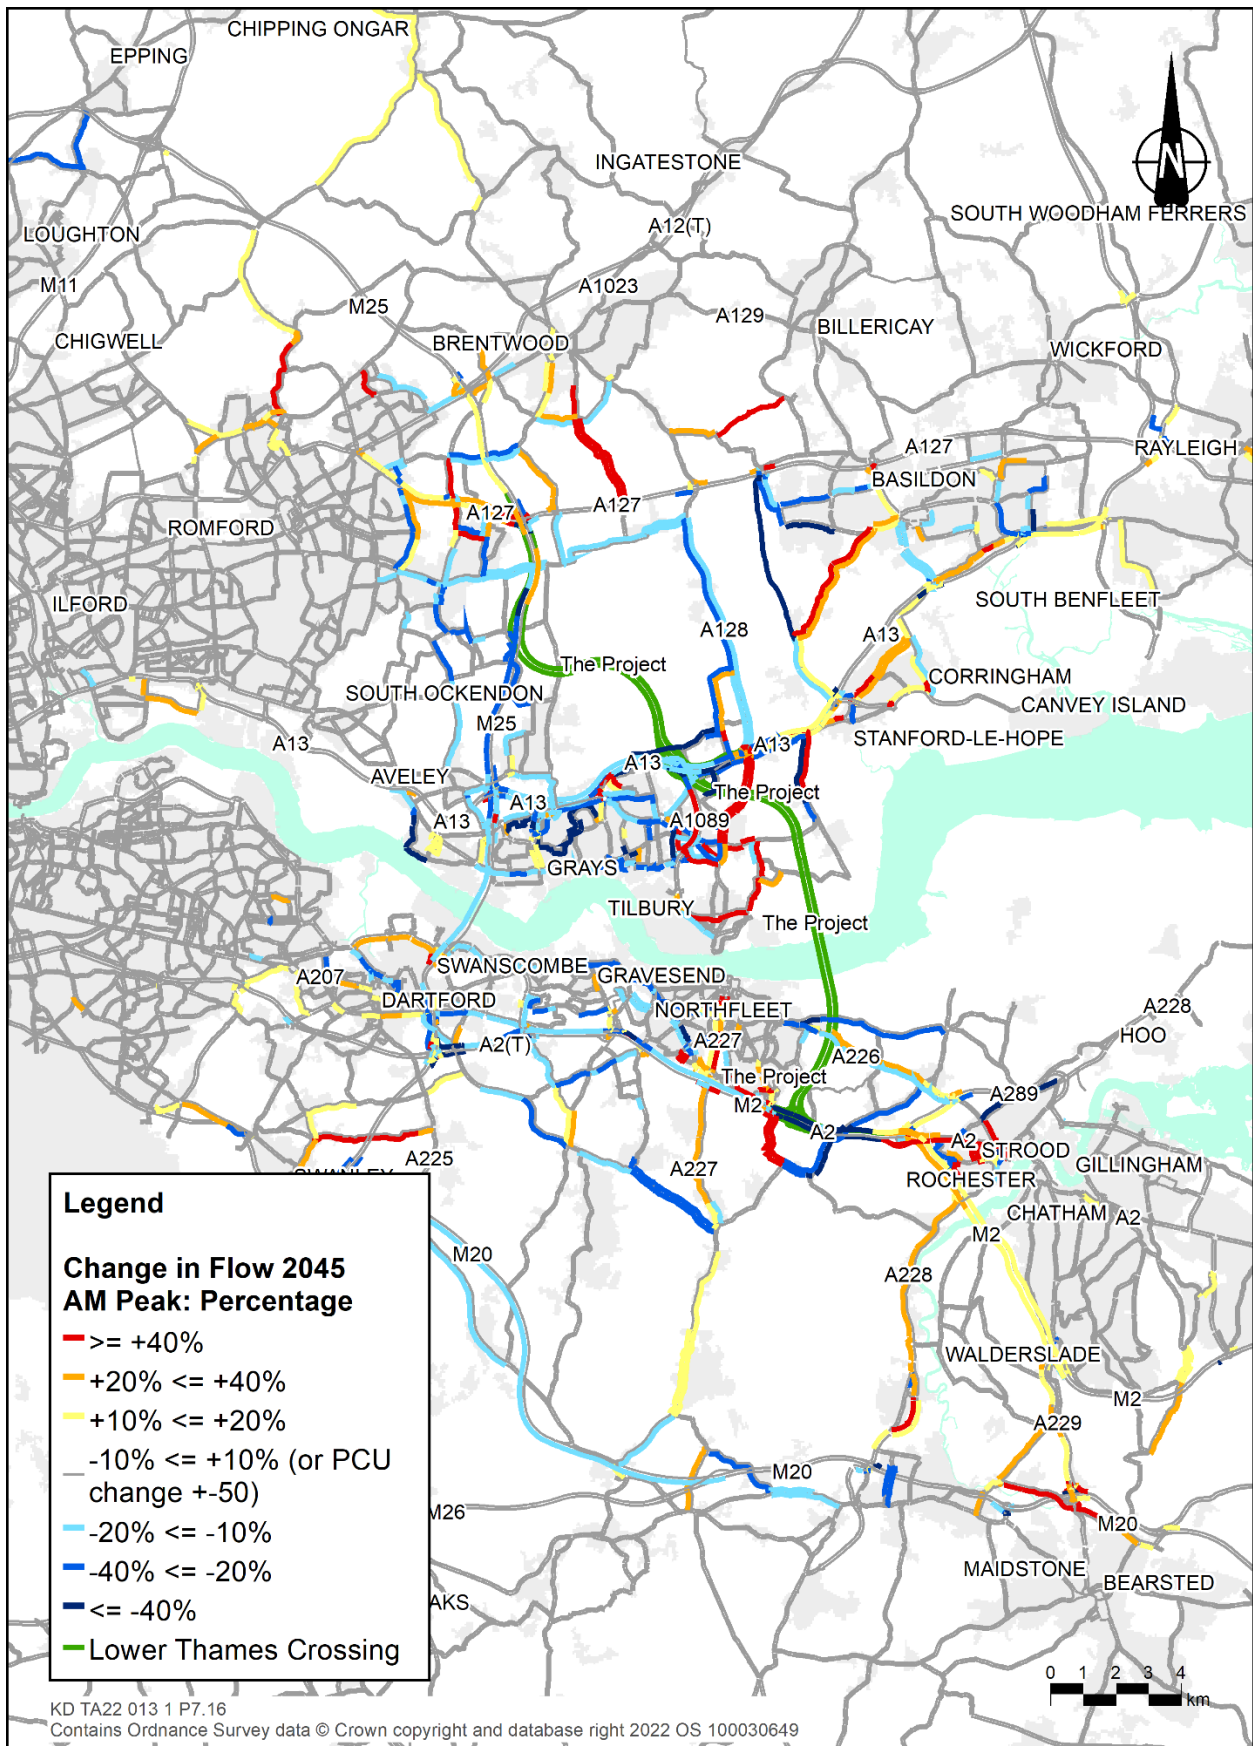 CHIPPING ONGAR
EPPING
N
INGATESTONE
SOUTH WOODHAM FERRERS
LOUGHTON
A12(T)
M11
A1023
M25
A129
BILLERICAY
CHIGWELL
BRENTWOOD
WICKFORD
A127
RAYLEIGH
BASILDON
A127
A127
ROMFORD
ILFORD
SOUTH BENFLEET
A128
A13
The Project
CORRINGHAM
SOUTH OCKENDON
CANVEY ISLAND
M25
STANFORD-LE-HOPE
A13
A13
A13
AVELEY
The Project
A13
A13
A1089
GRAYS
TILBURY
The Project
SWANSCOMBE
GRAVESEND
A207
DARTFORD
NORTHFLEET
A228
HOO
A2(T)
A227
A226
The Project
A289
M2
A2
A2
STROOD
A225
GILLINGHAM
SWANLEY
A227
ROCHESTER
CHATHAM
A2
M2
M20
A228
WALDERSLADE
M2
A229
M20
M26
M20
MAIDSTONE
BEARSTED
AKS
Legend
Change in Flow 2045
AM Peak: Percentage
>= +40%
+20% <= +40%
+10% <= +20%
-10% <= +10% (or PCU
change +-50)
-20% <= -10%
-40% <= -20%
<= -40%
Lower Thames Crossing
0 1 2 3 4
km
KD TA22 013 1 P7.16
Contains Ordnance Survey data © Crown copyright and database right 2022 OS 100030649